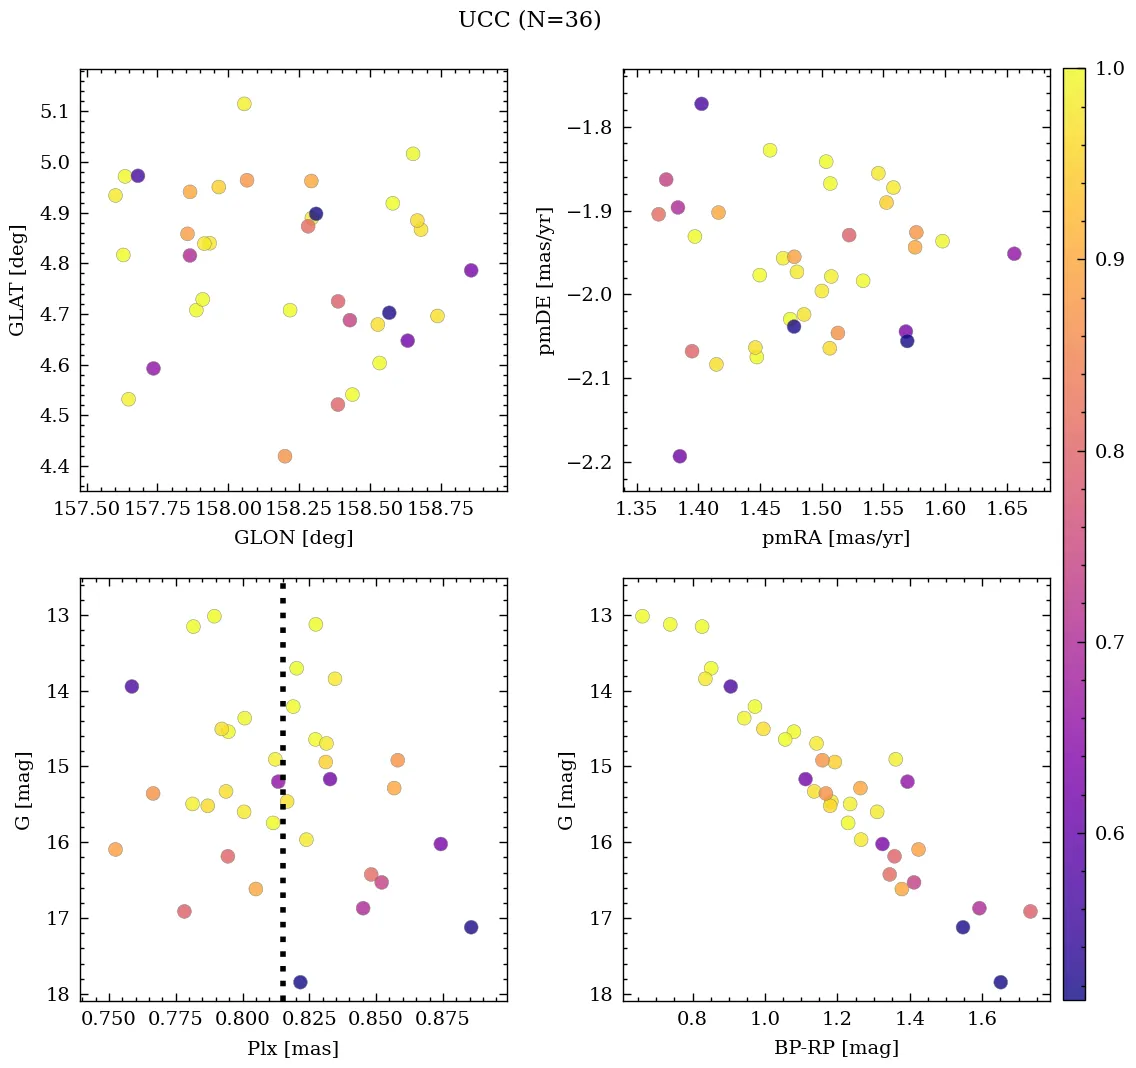 UCC (N=36)
5.1
5.0
4.9
4.8
4.7
4.6
4.5
4.4
GLAT [deg]
157.50 157.75 158.00 158.25 158.50 158.75
GLON [deg]
−1.8
−1.9
−2.0
−2.1
−2.2
pmDE [mas/yr]
1.35 1.40 1.45 1.50 1.55 1.60 1.65
pmRA [mas/yr]
1.0
0.9
0.8
0.7
0.6
13
14
15
16
17
18
G [mag]
0.750 0.775 0.800 0.825 0.850 0.875
Plx [mas]
13
14
15
16
17
18
G [mag]
0.8 1.0 1.2 1.4 1.6
BP-RP [mag]